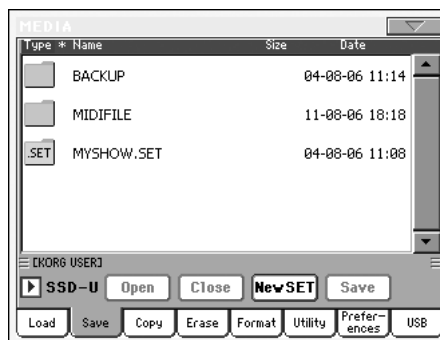 MEDIA
Type * Name Size Date
BACKUP 04-08-06 11:14
MIDIFILE 11-08-06 18:18
.SET MYSHOW.SET 04-08-06 11:08
[KORG USER]
SSD-U Open Close New SET Save
Load Save Copy Erase Format Utility Prefer-ences USB